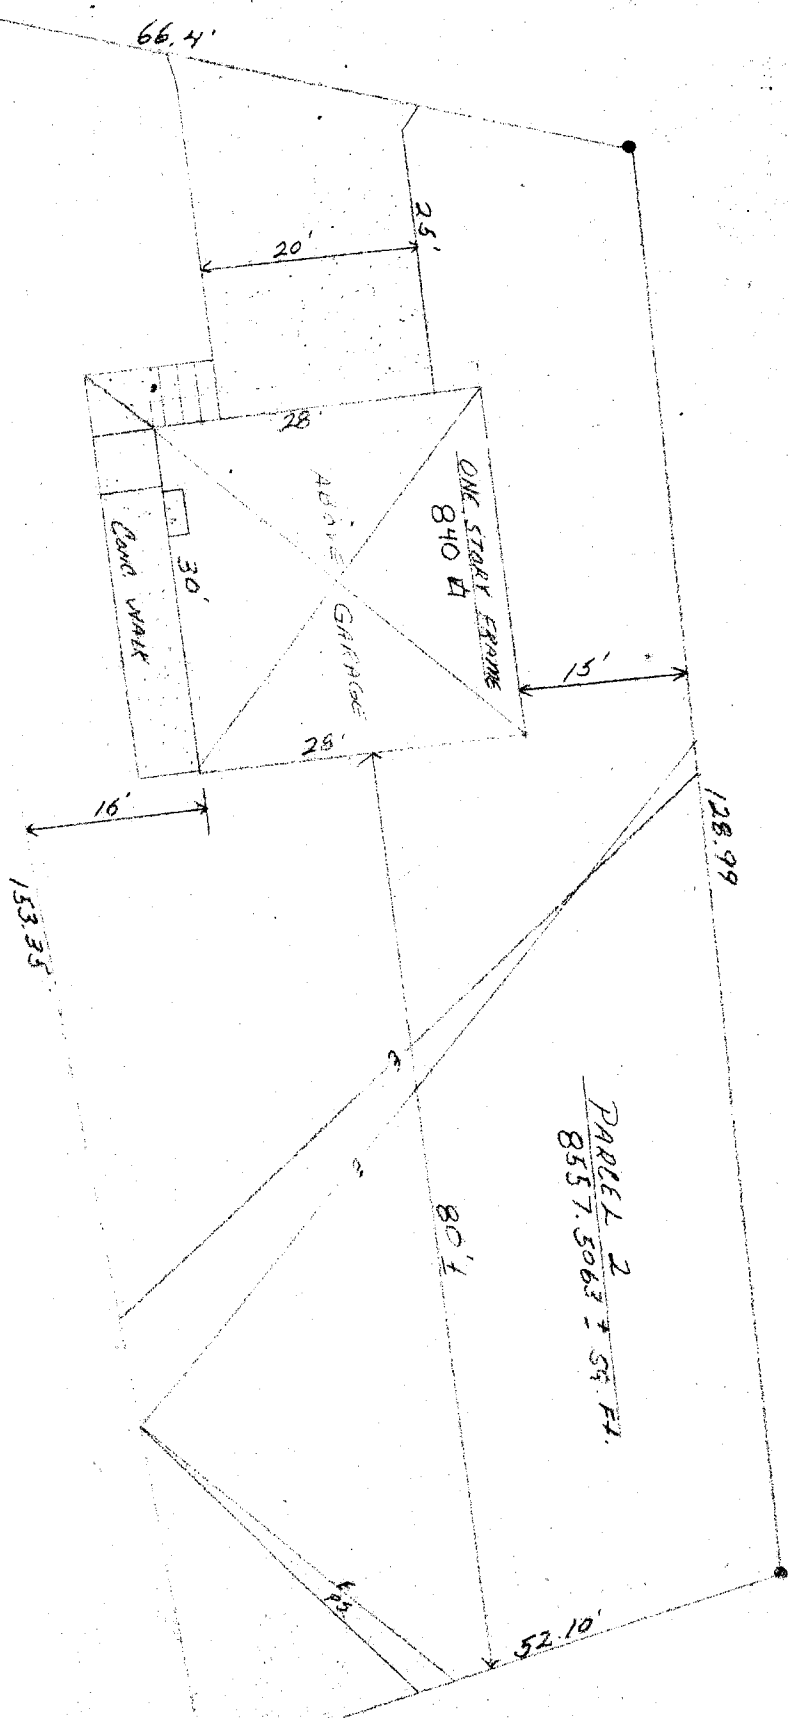 66.4'
25'
20'
28'
ONE STORY FRAME
840
ABOVE GARAGE
30'
CONC. WALK
15'
28'
16'
128.99
153.35
PARCEL 2
8557.5063 ± SQ. Ft.
80'±
52.10'